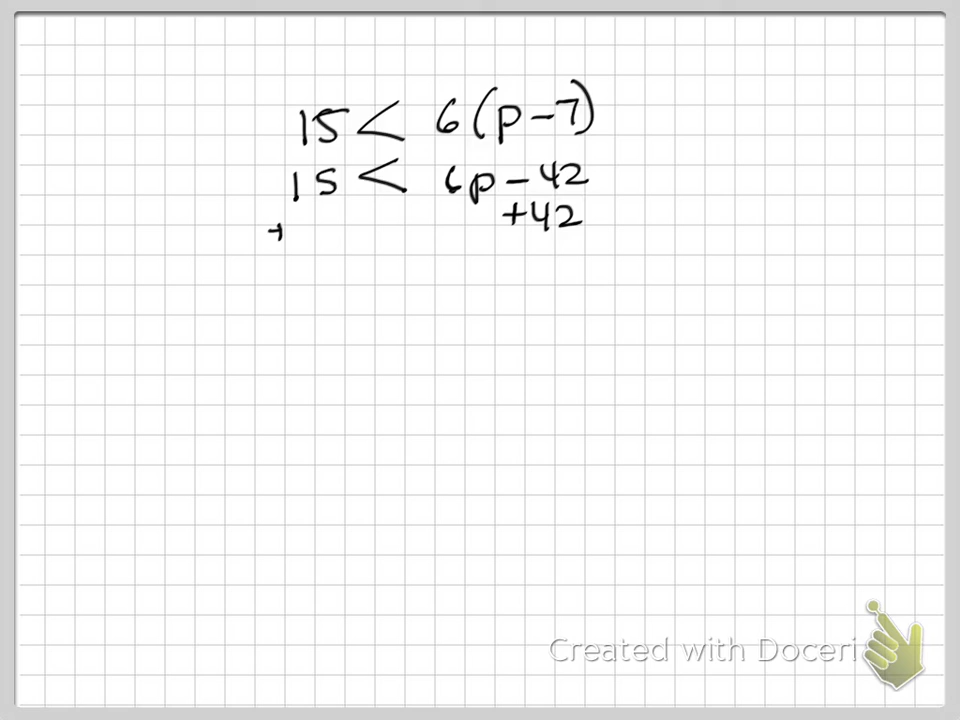 15 < 6(p-7)
15 < 6p - 42
+42
+
Created with Doceri